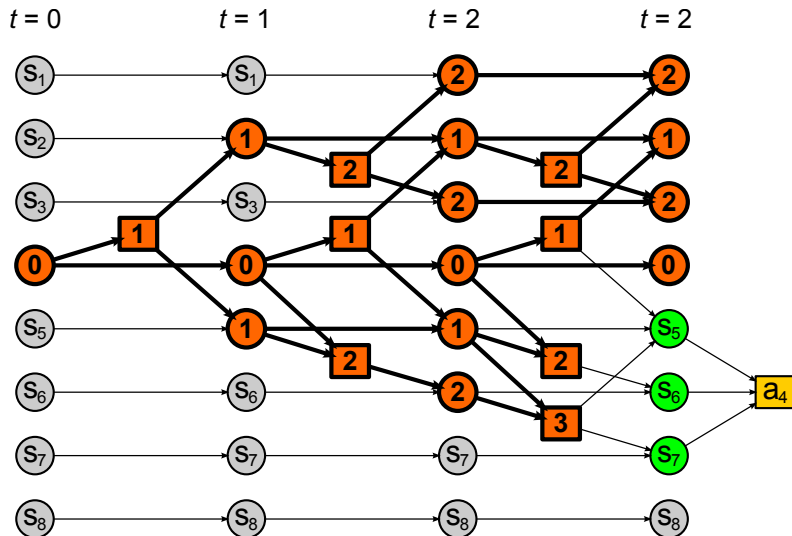 t = 0 t = 1 t = 2 t = 2
s1 s1 2 2
s2 1 1 1
2 2
s3 s3 2 2
1 1 1
0 0 0 0
s5 1 1 s5
2 2
s6 s6 2 s6 a4
3
s7 s7 s7 s7
s8 s8 s8 s8